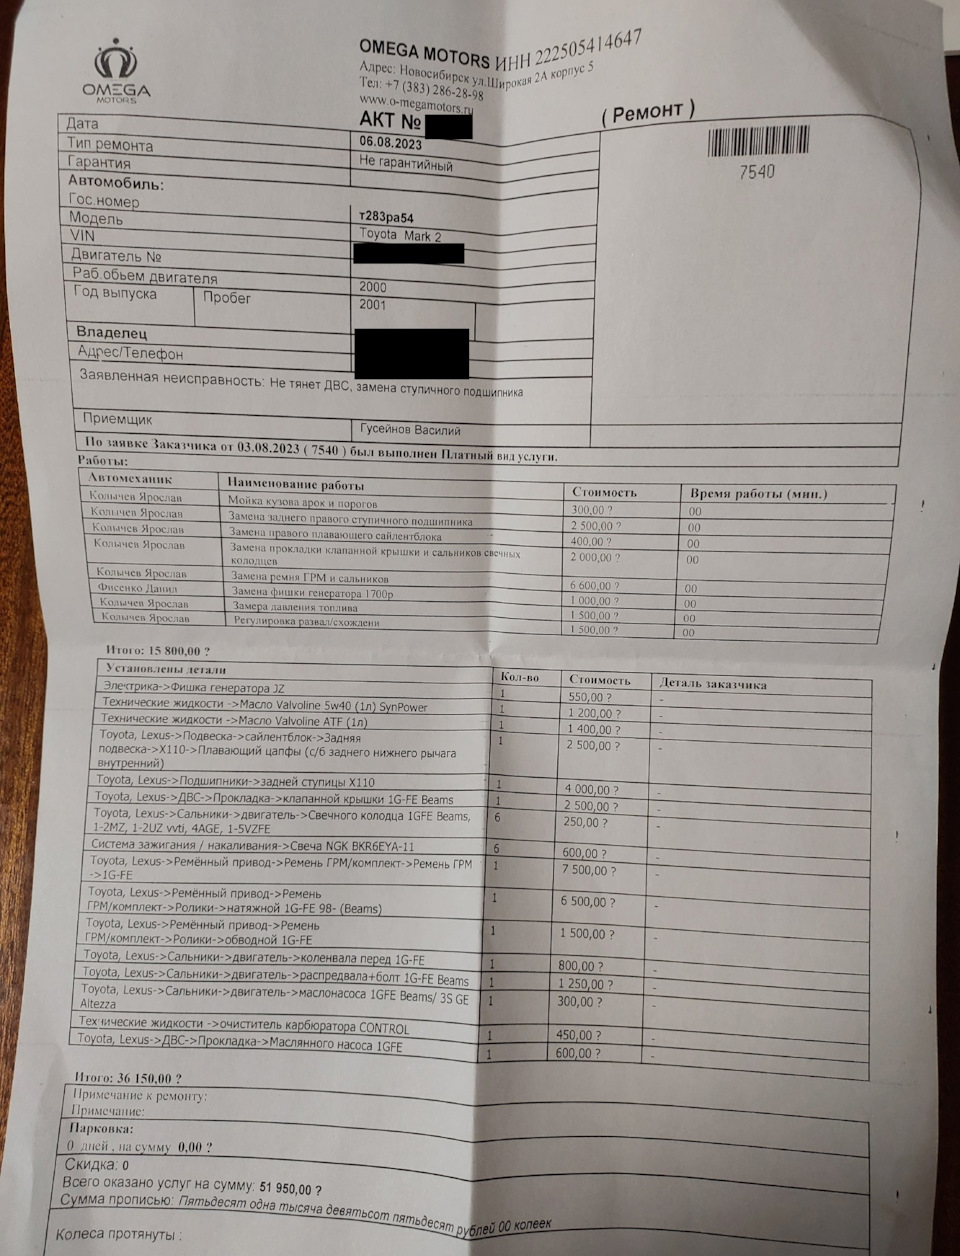 OMEGA
MOTORS
OMEGA MOTORS ИНН 222505414647
Адрес: Новосибирск ул.Широкая 2А корпус 5
Тел: +7 (383) 286-28-98
www.o-megamotors.ru
АКТ № ( Ремонт )
7540
Дата 06.08.2023
Тип ремонта Не гарантийный
Гарантия
Автомобиль:
Гос.номер т283ра54
Модель Toyota Mark 2
VIN
Двигатель №
Раб.обьем двигателя 2000
Год выпуска Пробег 2001
Владелец
Адрес/Телефон
Заявленная неисправность: Не тянет ДВС, замена ступичного подшипника
Приемщик Гусейнов Василий
По заявке Заказчика от 03.08.2023 ( 7540 ) был выполнен Платный вид услуги.
Работы:
Автомеханик Наименование работы Стоимость Время работы (мин.)
Колычев Ярослав Мойка кузова арок и порогов 300,00 ? 00
Колычев Ярослав Замена заднего правого ступичного подшипника 2 500,00 ? 00
Колычев Ярослав Замена правого плавающего сайлентблока 400,00 ? 00
Колычев Ярослав Замена прокладки клапанной крышки и сальников свечных 2 000,00 ? 00
колодцев
Колычев Ярослав Замена ремня ГРМ и сальников 6 600,00 ? 00
Фисенко Данил Замена фишки генератора 1700р 1 000,00 ? 00
Колычев Ярослав Замера давления топлива 1 500,00 ? 00
Колычев Ярослав Регулировка развал/схождени 1 500,00 ? 00
Итого: 15 800,00 ?
Установлены детали Кол-во Стоимость Деталь заказчика
Электрика->Фишка генератора JZ 1 550,00 ? -
Технические жидкости ->Масло Valvoline 5w40 (1л) SynPower 1 1 200,00 ? -
Технические жидкости ->Масло Valvoline ATF (1л) 1 1 400,00 ? -
Toyota, Lexus->Подвеска->сайлентблок->Задняя 1 2 500,00 ? -
подвеска->X110->Плавающий цапфы (с/б заднего нижнего рычага
внутренний)
Toyota, Lexus->Подшипники->задней ступицы X110 1 4 000,00 ? -
Toyota, Lexus->ДВС->Прокладка->клапанной крышки 1G-FE Beams 1 2 500,00 ? -
Toyota, Lexus->Сальники->двигатель->Свечного колодца 1GFE Beams, 6 250,00 ? -
1-2MZ, 1-2UZ vvti, 4AGE, 1-5VZFE
Система зажигания / накаливания->Свеча NGK BKR6EYA-11 6 600,00 ? -
Toyota, Lexus->Ремённый привод->Ремень ГРМ/комплект->Ремень ГРМ 1 7 500,00 ? -
->1G-FE
Toyota, Lexus->Ремённый привод->Ремень 1 6 500,00 ? -
ГРМ/комплект->Ролики->натяжной 1G-FE 98- (Beams)
Toyota, Lexus->Ремённый привод->Ремень 1 1 500,00 ? -
ГРМ/комплект->Ролики->обводной 1G-FE
Toyota, Lexus->Сальники->двигатель->коленвала перед 1G-FE 1 800,00 ? -
Toyota, Lexus->Сальники->двигатель->распредвала+болт 1G-FE Beams 1 1 250,00 ? -
Toyota, Lexus->Сальники->двигатель->маслонасоса 1GFE Beams/ 3S GE 1 300,00 ? -
Altezza
Технические жидкости ->очиститель карбюратора CONTROL 1 450,00 ? -
Toyota, Lexus->ДВС->Прокладка->Маслянного насоса 1GFE 1 600,00 ? -
Итого: 36 150,00 ?
Примечание к ремонту:
Примечание:
Парковка:
0 дней , на сумму 0,00 ?
Скидка: 0
Всего оказано услуг на сумму: 51 950,00 ?
Сумма прописью: Пятьдесят одна тысяча девятьсот пятьдесят рублей 00 копеек
Колеса протянуты :